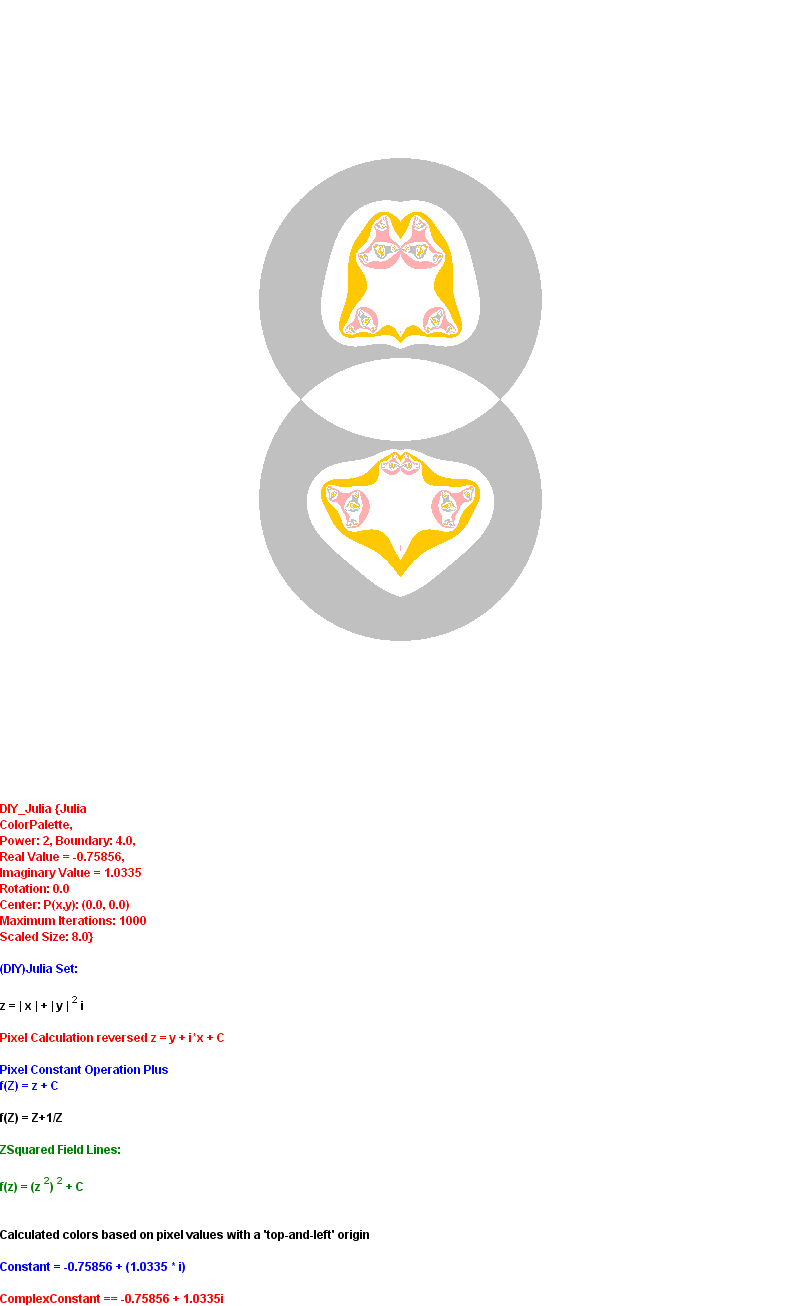 DIY_Julia {Julia
ColorPalette,
Power: 2, Boundary: 4.0,
Real Value = -0.75856,
Imaginary Value = 1.0335
Rotation: 0.0
Center: P(x,y): (0.0, 0.0)
Maximum Iterations: 1000
Scaled Size: 8.0}
(DIY)Julia Set:
z = | x | + | y | 2 i
Pixel Calculation reversed z = y + i*x + C
Pixel Constant Operation Plus
f(Z) = z + C
f(Z) = Z+1/Z
ZSquared Field Lines:
f(z) = (z 2) 2 + C
Calculated colors based on pixel values with a 'top-and-left' origin
Constant = -0.75856 + (1.0335 * i)
ComplexConstant == -0.75856 + 1.0335i